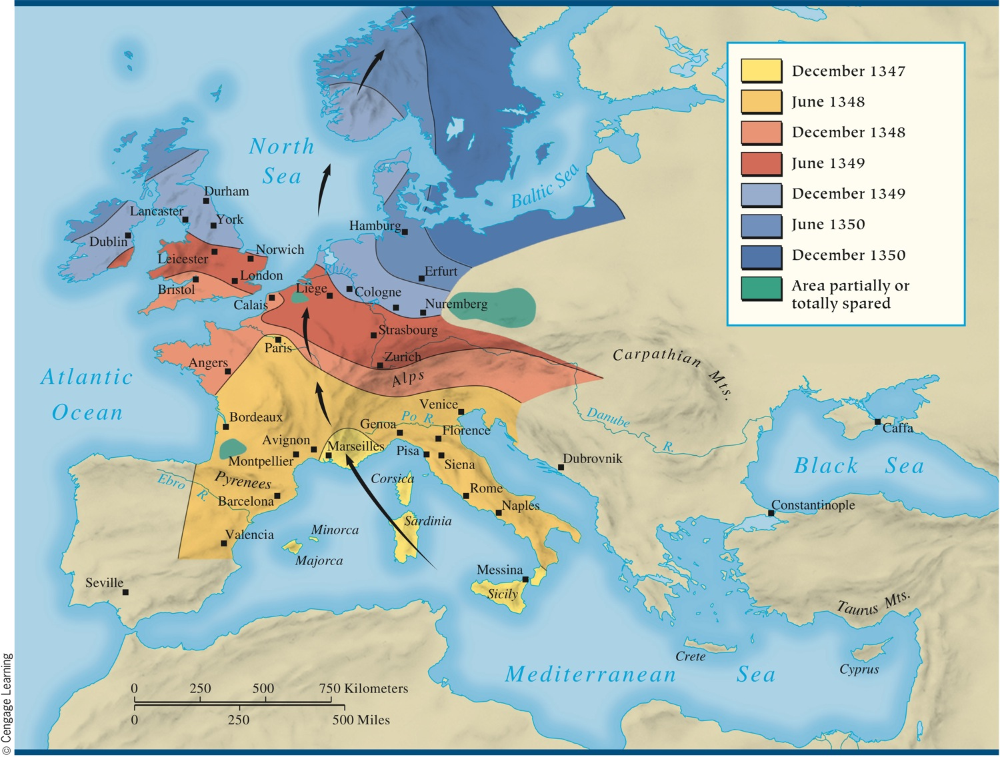 North
Sea
Durham
Lancaster
York
Dublin
Leicester
Norwich
London
Bristol
Calais
Hamburg
Baltic Sea
Rhine
Erfurt
Liège
Cologne
Nuremberg
Strasbourg
Paris
Zurich
Angers
Alps
Atlantic
Ocean
Carpathian Mts.
Venice
Po R.
Bordeaux
Genoa
Florence
Danube R.
Caffa
Avignon
Marseilles
Pisa
Montpellier
Siena
Dubrovnik
Black Sea
Ebro R.
Pyrenees
Corsica
Barcelona
Rome
Naples
Constantinople
Sardinia
Minorca
Valencia
Majorca
Messina
Seville
Sicily
Taurus Mts.
Crete
Cyprus
Mediterranean Sea
December 1347
June 1348
December 1348
June 1349
December 1349
June 1350
December 1350
Area partially or
totally spared
0 250 500 750 Kilometers
0 250 500 Miles
© Cengage Learning